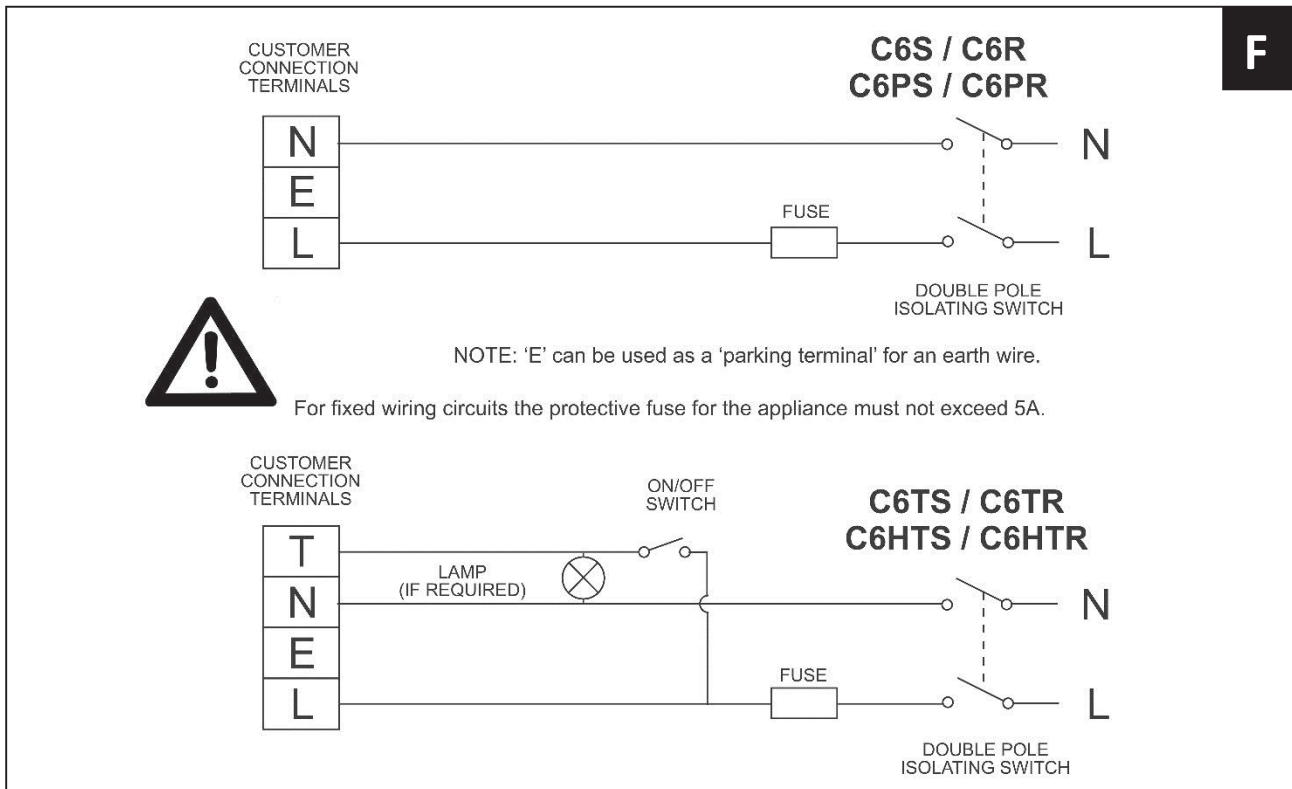 F
CUSTOMER
CONNECTION
TERMINALS
C6S / C6R
C6PS / C6PR
N
E
L
FUSE
N
L
DOUBLE POLE
ISOLATING SWITCH
NOTE: ‘E’ can be used as a ‘parking terminal’ for an earth wire.
For fixed wiring circuits the protective fuse for the appliance must not exceed 5A.
CUSTOMER
CONNECTION
TERMINALS
ON/OFF
SWITCH
C6TS / C6TR
C6HTS / C6HTR
T
N
E
L
LAMP
(IF REQUIRED)
FUSE
N
L
DOUBLE POLE
ISOLATING SWITCH